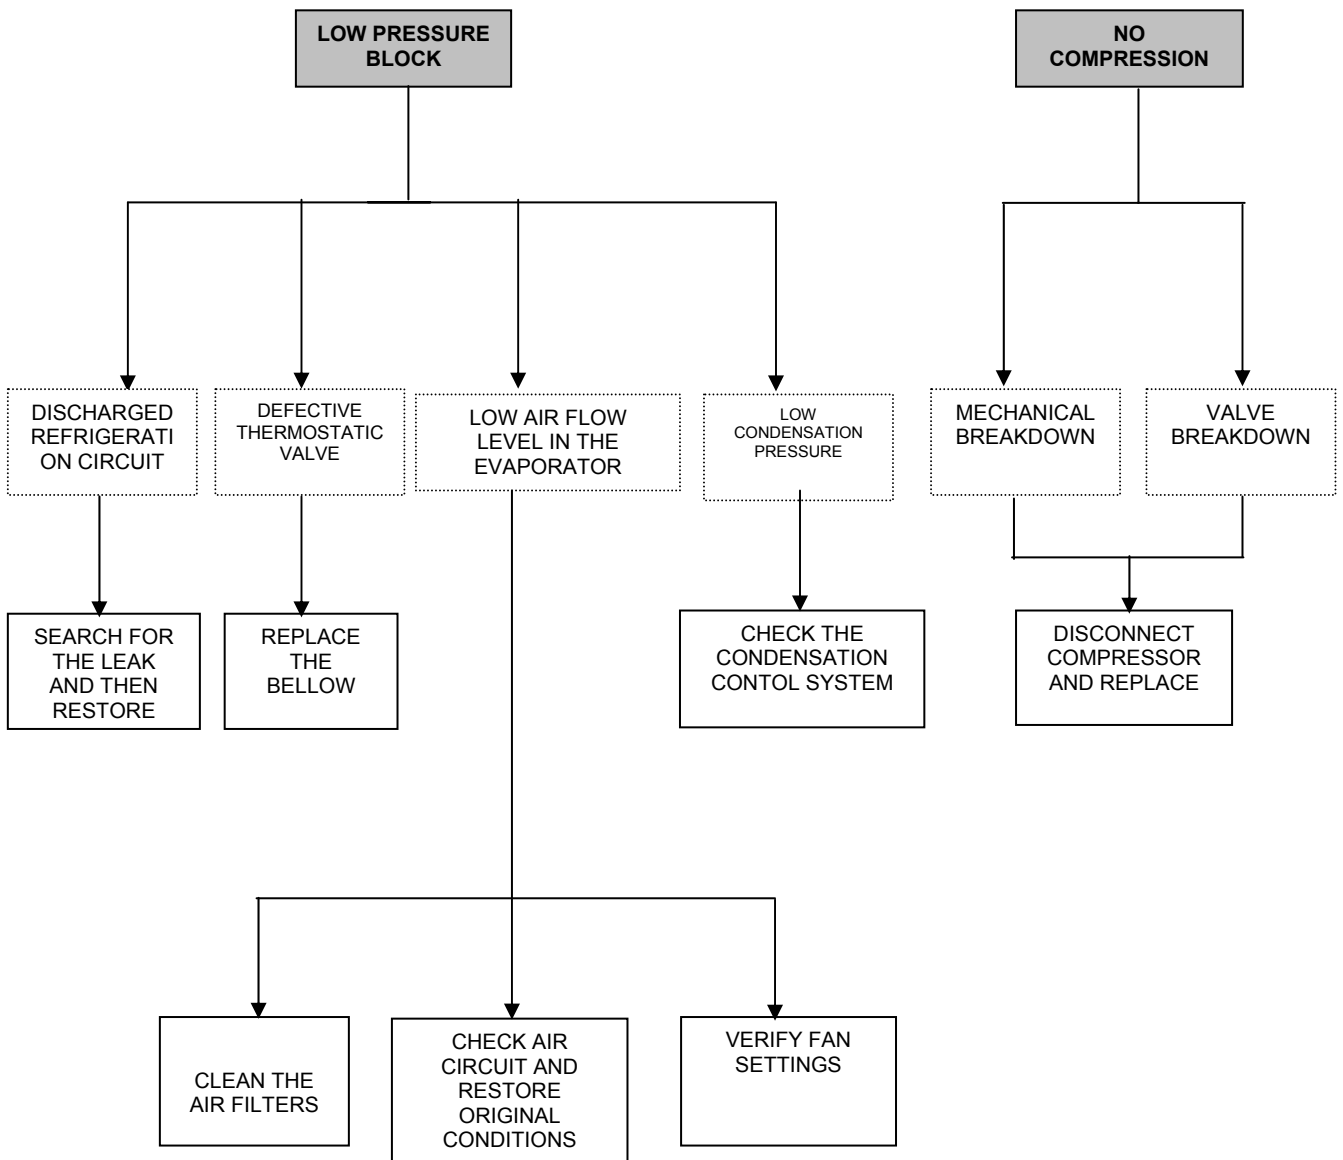 LOW PRESSURE
BLOCK
NO
COMPRESSION
DISCHARGED
REFRIGERATI
ON CIRCUIT
DEFECTIVE
THERMOSTATIC
VALVE
LOW AIR FLOW
LEVEL IN THE
EVAPORATOR
LOW
CONDENSATION
PRESSURE
MECHANICAL
BREAKDOWN
VALVE
BREAKDOWN
SEARCH FOR
THE LEAK
AND THEN
RESTORE
REPLACE
THE
BELLOW
CHECK THE
CONDENSATION
CONTOL SYSTEM
DISCONNECT
COMPRESSOR
AND REPLACE
CLEAN THE
AIR FILTERS
CHECK AIR
CIRCUIT AND
RESTORE
ORIGINAL
CONDITIONS
VERIFY FAN
SETTINGS